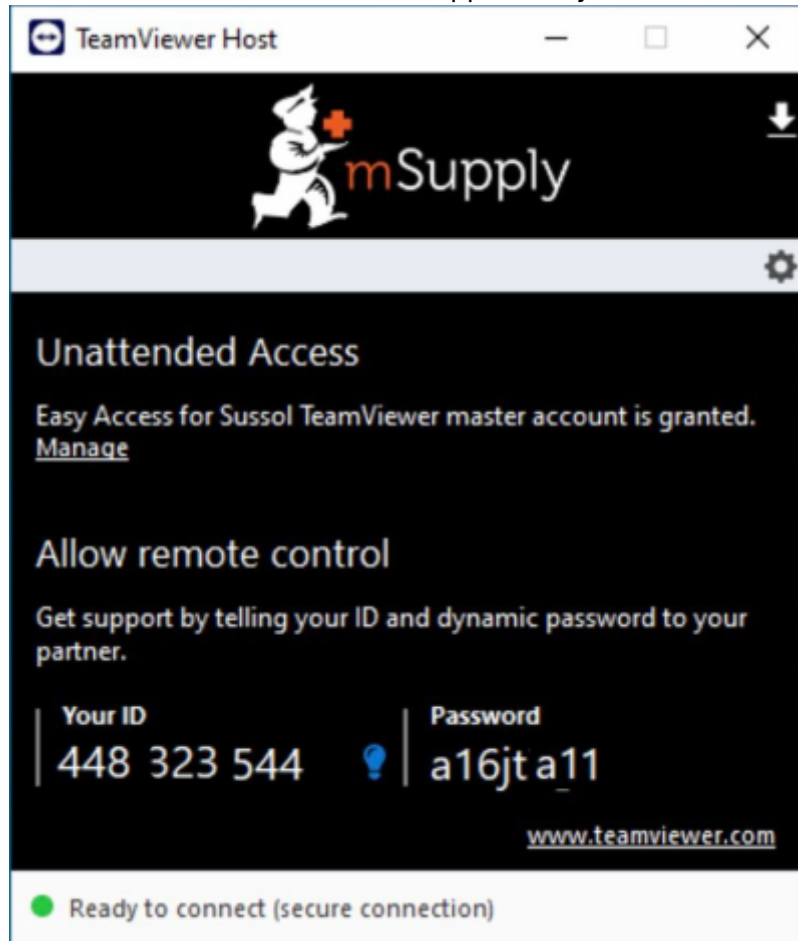 TeamViewer Host
mSupply
Unattended Access
Easy Access for Sussol TeamViewer master account is granted.
Manage
Allow remote control
Get support by telling your ID and dynamic password to your
partner.
Your ID
448 323 544
Password
a16jt a11
www.teamviewer.com
Ready to connect (secure connection)